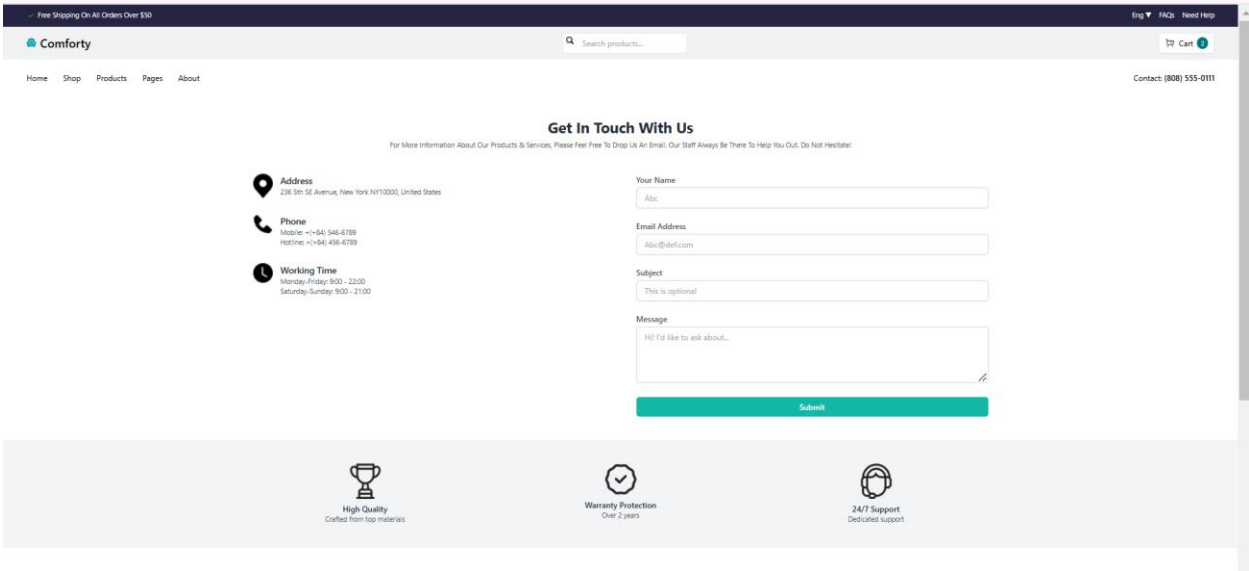 ✓ Free Shipping On All Orders Over $50
Eng ▼ FAQs Need Help
Comforty
Search products...
Cart 2
Home Shop Products Pages About
Contact: (808) 555-0111
Get In Touch With Us
For More Information About Our Products & Services, Please Feel Free To Drop Us An Email. Our Staff Always Be There To Help You Out. Do Not Hesitate!
Address
236 5th SE Avenue, New York NY10000, United States
Phone
Mobile: +(+84) 546-6789
Hotline: +(+84) 456-6789
Working Time
Monday-Friday: 9:00 - 22:00
Saturday-Sunday: 9:00 - 21:00
Your Name
Abc
Email Address
Abc@def.com
Subject
This is optional
Message
Hi! I'd like to ask about...
Submit
High Quality
Crafted from top materials
Warranty Protection
Over 2 years
24/7 Support
Dedicated support